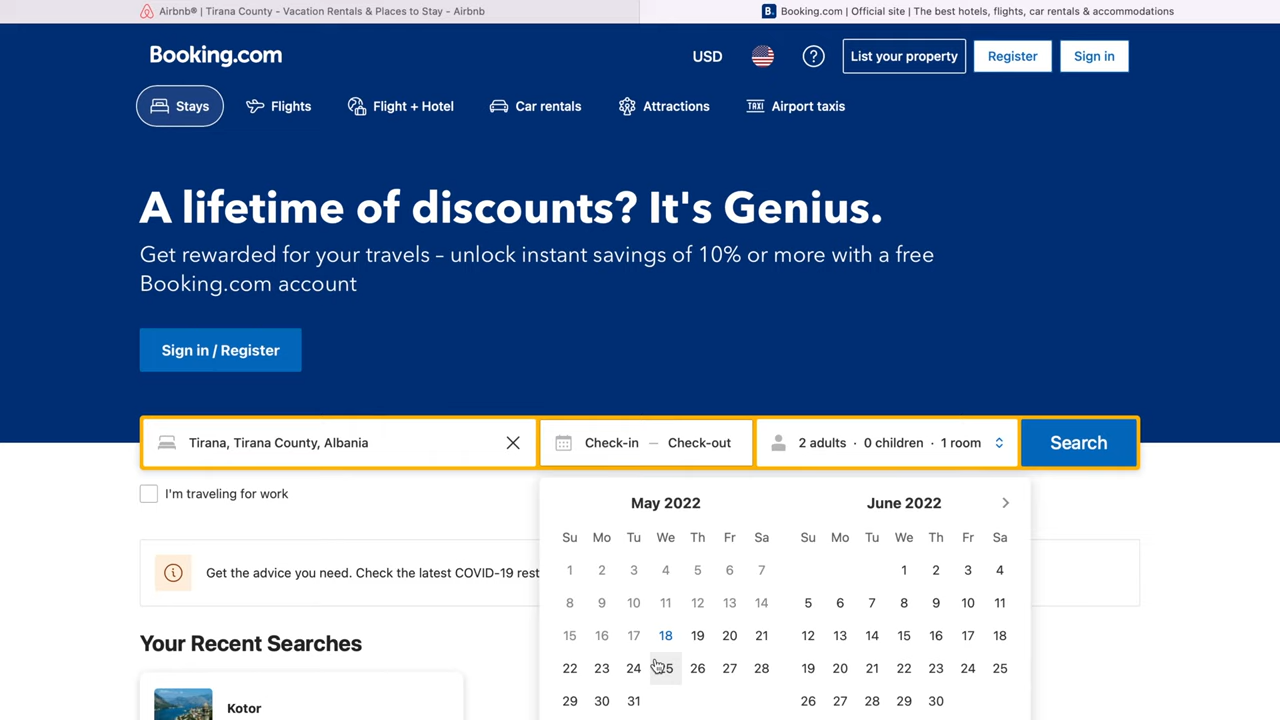 Airbnb® | Tirana County - Vacation Rentals & Places to Stay - Airbnb
B. Booking.com | Official site | The best hotels, flights, car rentals & accommodations
Booking.com
USD
?
List your property
Register
Sign in
Stays
Flights
Flight + Hotel
Car rentals
Attractions
TAXI Airport taxis
A lifetime of discounts? It's Genius.
Get rewarded for your travels – unlock instant savings of 10% or more with a free
Booking.com account
Sign in / Register
Tirana, Tirana County, Albania
Check-in — Check-out
2 adults · 0 children · 1 room
Search
I'm traveling for work
Get the advice you need. Check the latest COVID-19 rest
Your Recent Searches
Kotor
May 2022
Su Mo Tu We Th Fr Sa
1 2 3 4 5 6 7
8 9 10 11 12 13 14
15 16 17 18 19 20 21
22 23 24 25 26 27 28
29 30 31
June 2022
Su Mo Tu We Th Fr Sa
1 2 3 4
5 6 7 8 9 10 11
12 13 14 15 16 17 18
19 20 21 22 23 24 25
26 27 28 29 30